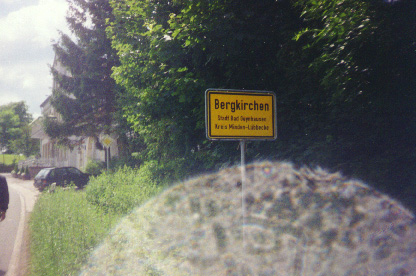 Bergkirchen
Stadt Bad Oeynhausen
Kreis Minden-Lübbecke